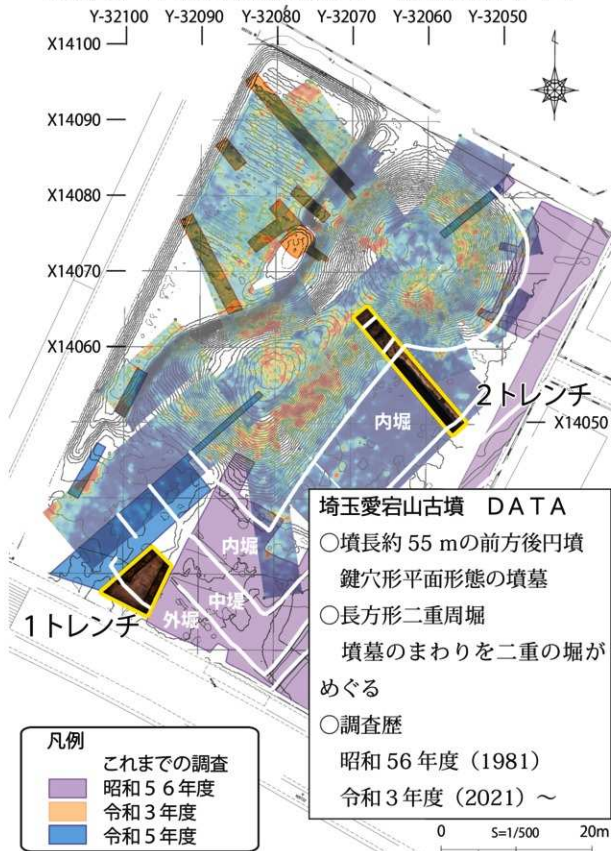 Y-32100 Y-32090 Y-32080 Y-32070 Y-32060 Y-32050
X14100
X14090
X14080
X14070
X14060
2トレンチ
X14050
内堀
内堀
中堤
外堀
1トレンチ
埼玉愛宕山古墳 DATA
○墳長約 55 mの前方後円墳
鍵穴形平面形態の墳墓
○長方形二重周堀
墳墓のまわりを二重の堀が
めぐる
○調査歴
昭和 56 年度（1981）
令和 3 年度（2021）～
凡例
これまでの調査
昭和５６年度
令和３年度
令和５年度
0 S=1/500 20m